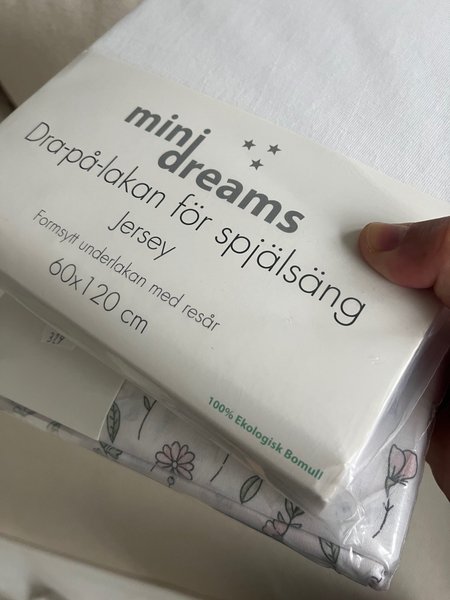 mini
dreams
Dra-på-lakan för spjälsäng
Jersey
Formsytt underlakan med resår
60x120 cm
100% Ekologisk Bomull